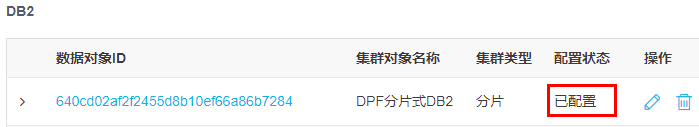 DB2
数据对象ID 集群对象名称 集群类型 配置状态 操作
640cd02af2f2455d8b10ef66a86b7284 DPF分片式DB2 分片 已配置